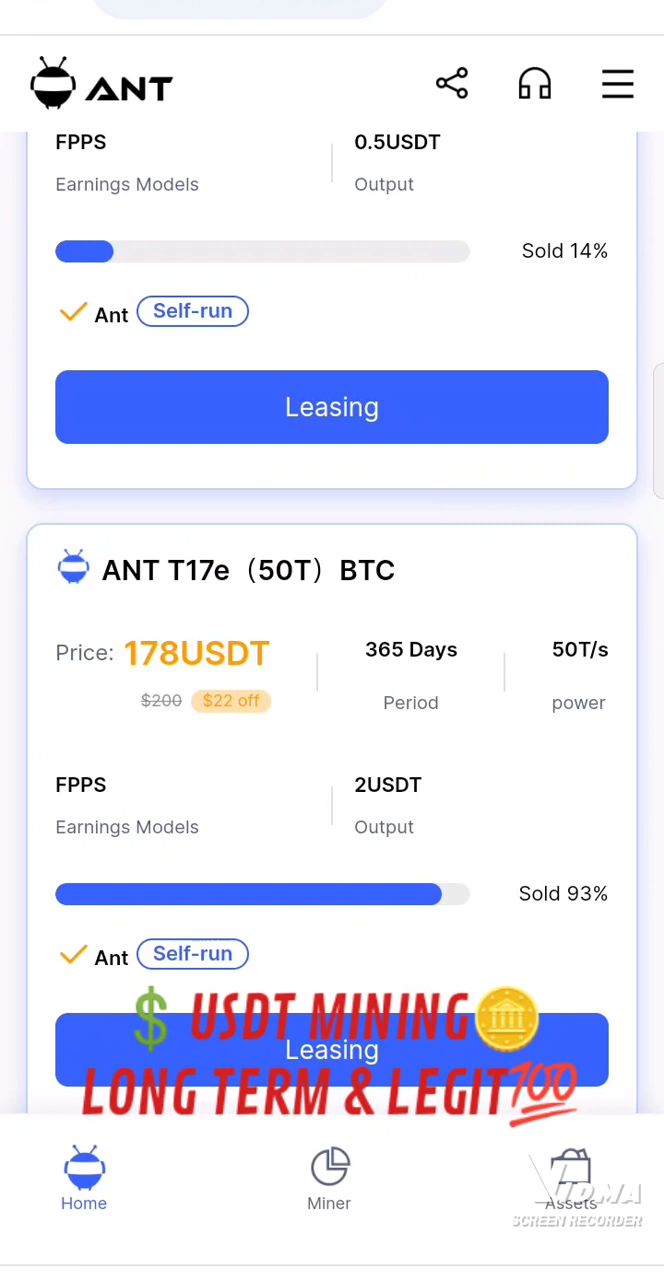 ANT
FPPS
0.5USDT
Earnings Models
Output
Sold 14%
Ant Self-run
Leasing
ANT T17e（50T）BTC
Price: 178USDT
365 Days
50T/s
$200 $22 off
Period
power
FPPS
2USDT
Earnings Models
Output
Sold 93%
Ant Self-run
$ USDT MINING
Leasing
LONG TERM & LEGIT💯
Home
Miner
Assets
VIDMA
SCREEN RECORDER